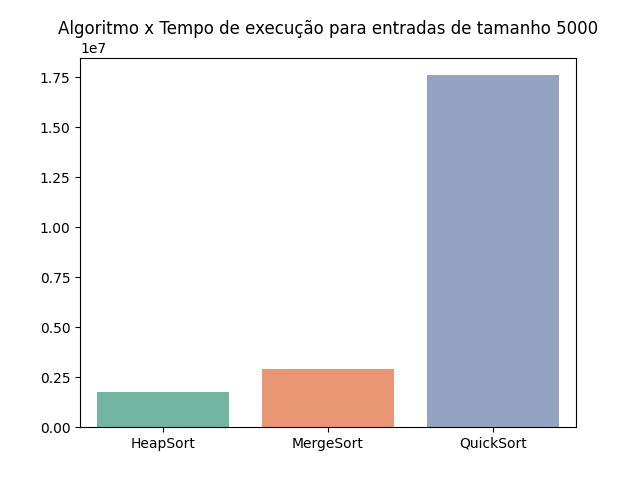 Algoritmo x Tempo de execução para entradas de tamanho 5000
1e7
1.75
1.50
1.25
1.00
0.75
0.50
0.25
0.00
HeapSort MergeSort QuickSort